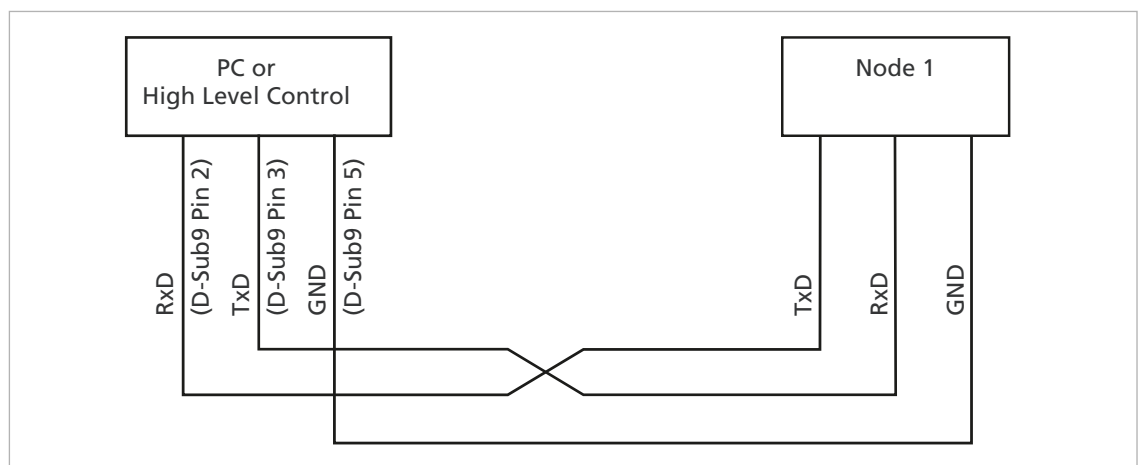 PC or
High Level Control
Node 1
RxD
(D-Sub9 Pin 2)
TxD
(D-Sub9 Pin 3)
GND
(D-Sub9 Pin 5)
TxD
RxD
GND